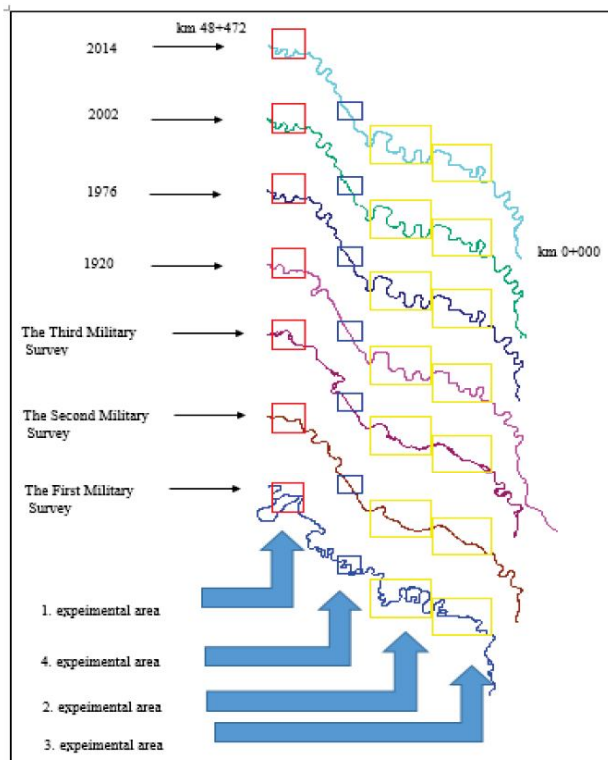 km 48+472
2014
2002
1976
km 0+000
1920
The Third Military
Survey
The Second Military
Survey
The First Military
Survey
1. expeimental area
4. expeimental area
2. expeimental area
3. expeimental area